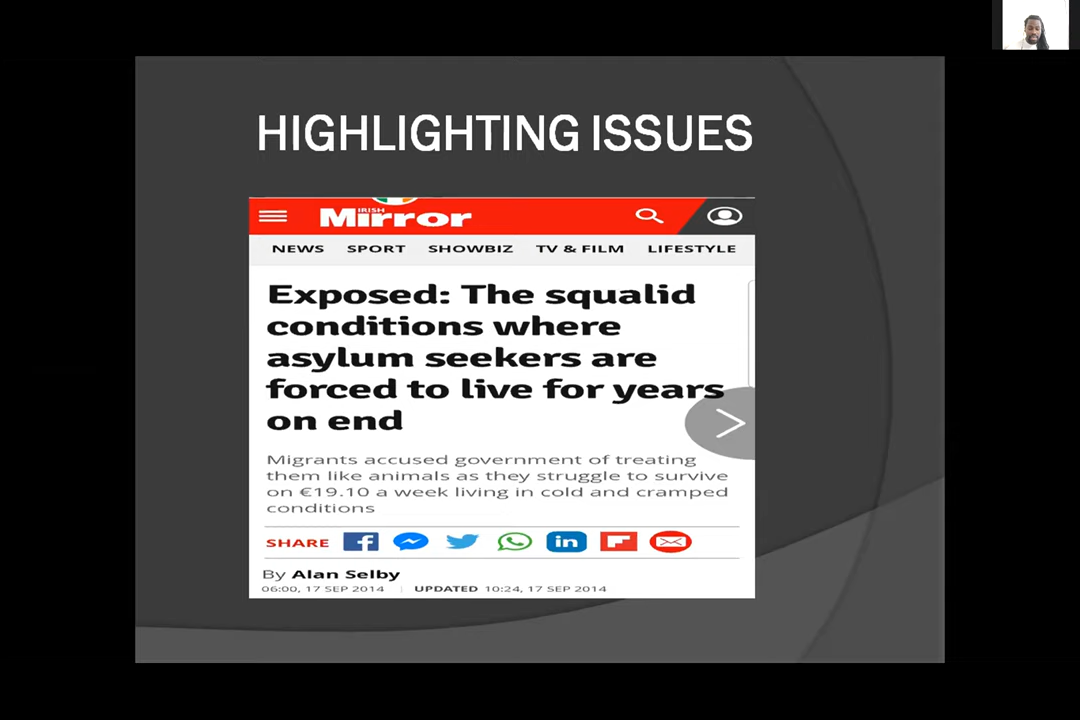 HIGHLIGHTING ISSUES
IRISH
Mirror
NEWS SPORT SHOWBIZ TV & FILM LIFESTYLE
Exposed: The squalid
conditions where
asylum seekers are
forced to live for years
on end
Migrants accused government of treating
them like animals as they struggle to survive
on €19.10 a week living in cold and cramped
conditions
SHARE
By Alan Selby
06:00, 17 SEP 2014 | UPDATED 10:24, 17 SEP 2014